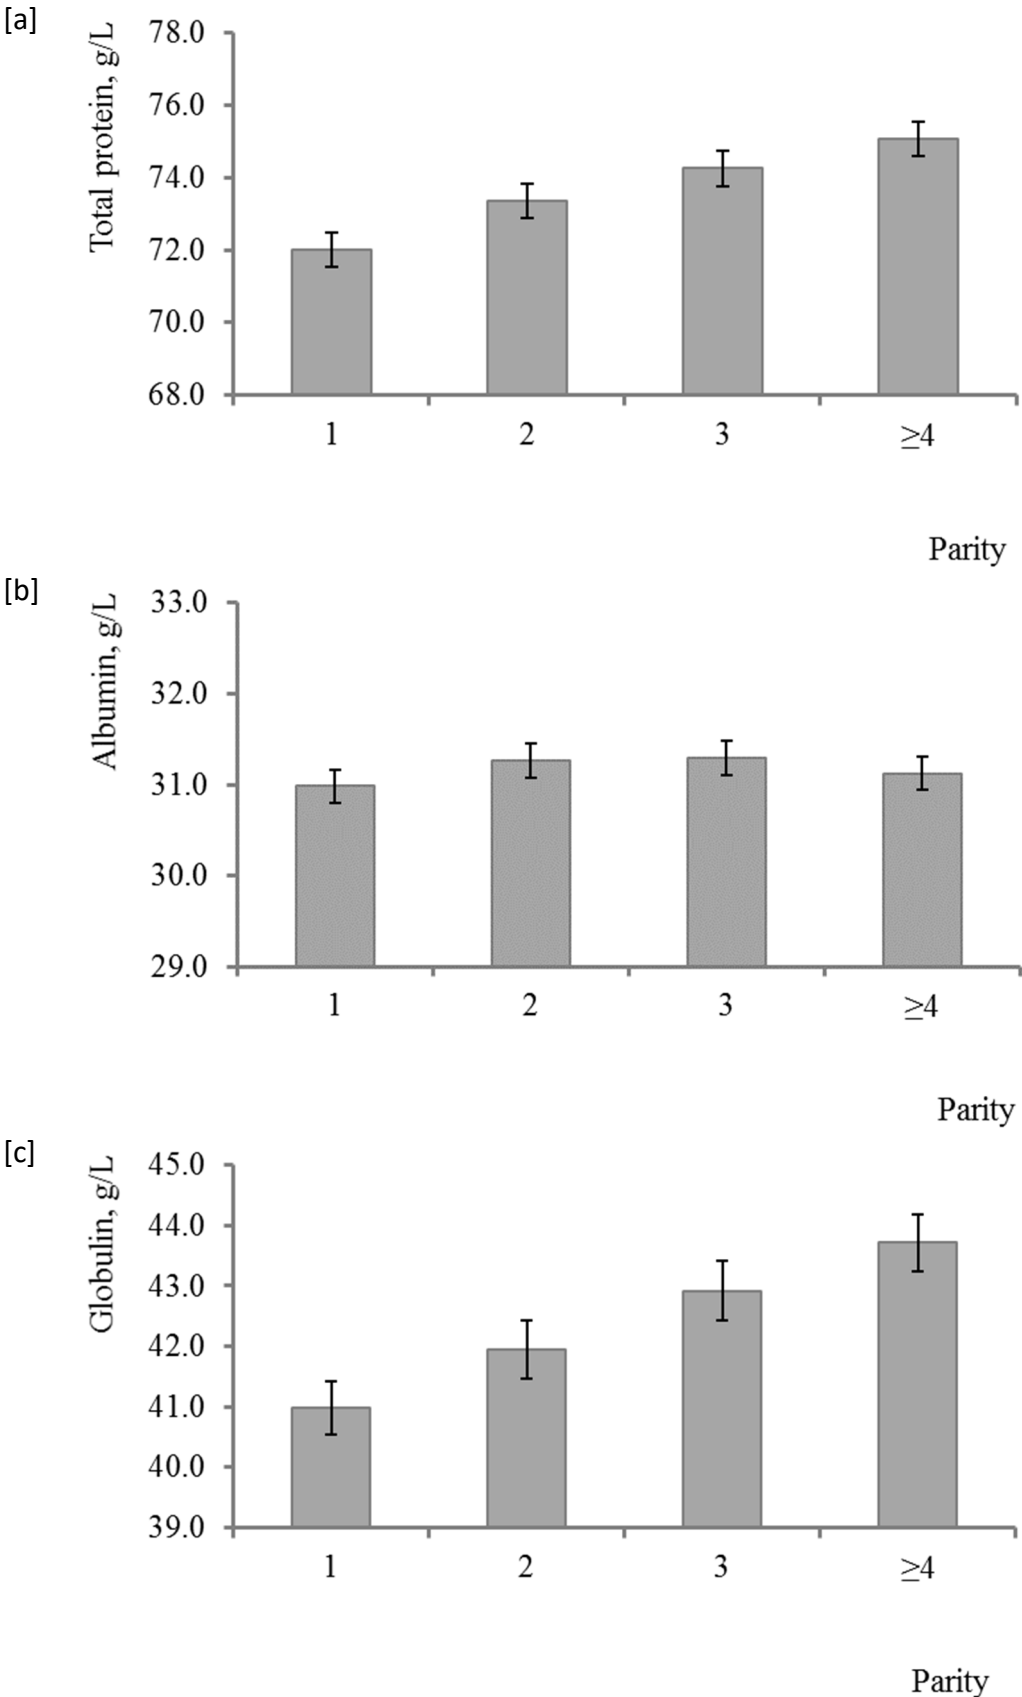 [a]
Total protein, g/L
78.0
76.0
74.0
72.0
70.0
68.0
1 2 3 ≥4
Parity
[b]
Albumin, g/L
33.0
32.0
31.0
30.0
29.0
1 2 3 ≥4
Parity
[c]
Globulin, g/L
45.0
44.0
43.0
42.0
41.0
40.0
39.0
1 2 3 ≥4
Parity